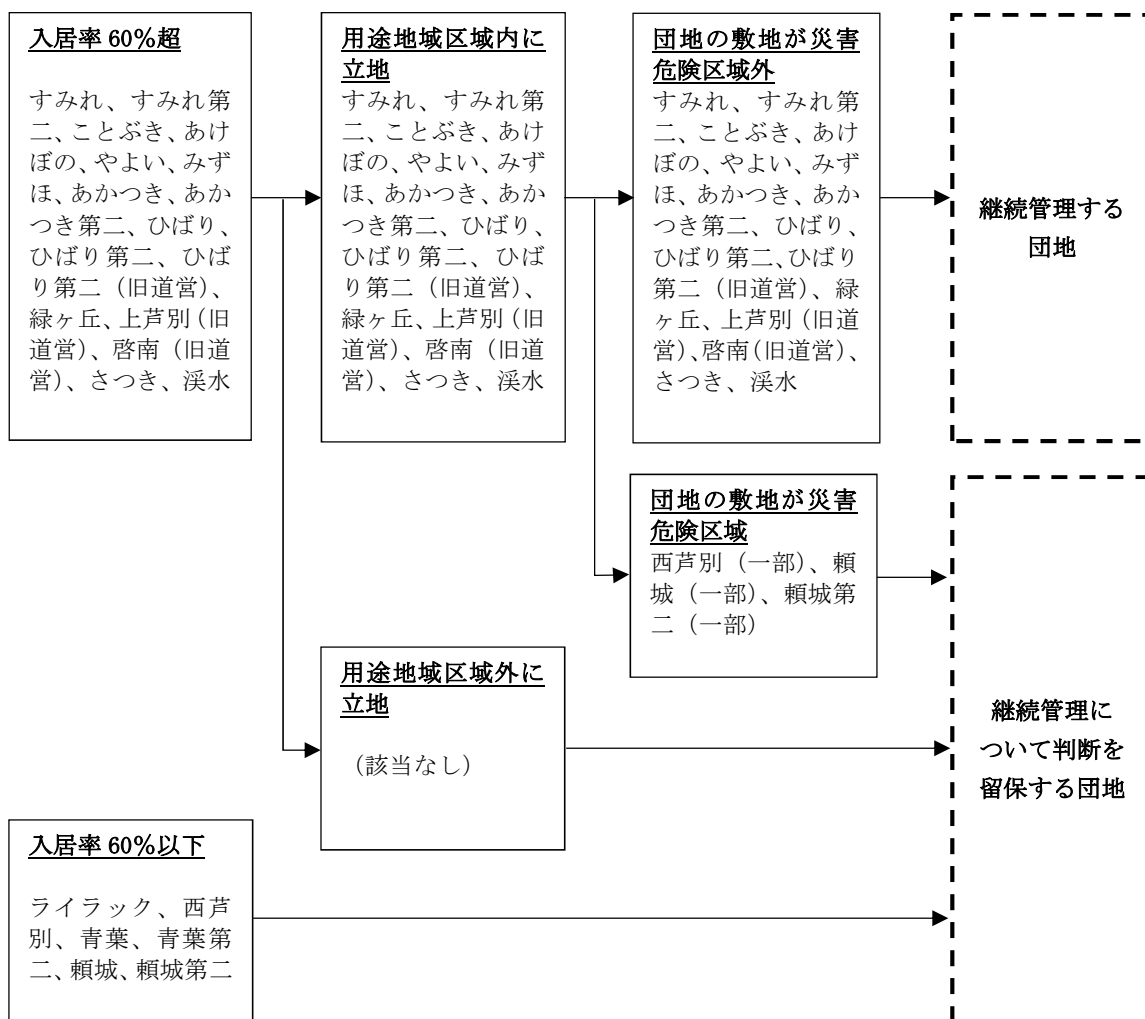 入居率 60％超
すみれ、すみれ第
二、ことぶき、あけ
ぼの、やよい、みず
ほ、あかつき、あか
つき第二、ひばり、
ひばり第二、ひば
り第二（旧道営）、
緑ヶ丘、上芦別（旧
道営）、啓南（旧道
営）、さつき、渓水
用途地域区域内に
立地
すみれ、すみれ第
二、ことぶき、あけ
ぼの、やよい、みず
ほ、あかつき、あか
つき第二、ひばり、
ひばり第二、ひば
り第二（旧道営）、
緑ヶ丘、上芦別（旧
道営）、啓南（旧道
営）、さつき、渓水
団地の敷地が災害
危険区域外
すみれ、すみれ第
二、ことぶき、あけ
ぼの、やよい、みず
ほ、あかつき、あか
つき第二、ひばり、
ひばり第二、ひばり
第二（旧道営）、緑
ヶ丘、上芦別（旧道
営）、啓南（旧道営）、
さつき、渓水
継続管理する
団地
団地の敷地が災害
危険区域
西芦別（一部）、頼
城（一部）、頼城第
二（一部）
用途地域区域外に
立地
（該当なし）
継続管理に
ついて判断を
留保する団地
入居率 60％以下
ライラック、西芦
別、青葉、青葉第
二、頼城、頼城第二